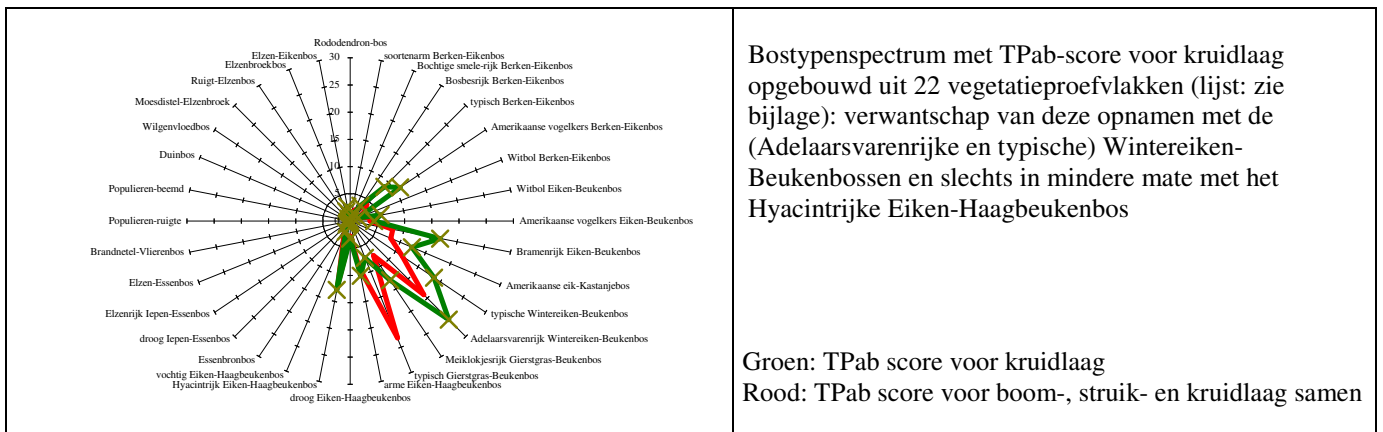 Rododendron-bos
soortenarm Berken-Eikenbos
Bochtige smele-rijk Berken-Eikenbos
Bosbesrijk Berken-Eikenbos
typisch Berken-Eikenbos
Amerikaanse vogelkers Berken-Eikenbos
Witbol Berken-Eikenbos
Witbol Eiken-Beukenbos
Amerikaanse vogelkers Eiken-Beukenbos
Bramenrijk Eiken-Beukenbos
Amerikaanse eik-Kastanjebos
typische Wintereiken-Beukenbos
Adelaarsvarenrijk Wintereiken-Beukenbos
Meiklokjesrijk Gierstgras-Beukenbos
typisch Gierstgras-Beukenbos
arme Eiken-Haagbeukenbos
droog Eiken-Haagbeukenbos
Hyacintrijk Eiken-Haagbeukenbos
vochtig Eiken-Haagbeukenbos
Essenbronbos
droog Iepen-Essenbos
Elzenrijk Iepen-Essenbos
Elzen-Essenbos
Brandnetel-Vlierenbos
Populieren-ruigte
Populieren-beemd
Duinbos
Wilgenvloedbos
Moesdistel-Elzenbroek
Ruigt-Elzenbos
Elzenbroekbos
Elzen-Eikenbos
30
25
20
15
10
Bostypenspectrum met TPab-score voor kruidlaag
opgebouwd uit 22 vegetatieproefvlakken (lijst: zie
bijlage): verwantschap van deze opnamen met de
(Adelaarsvarenrijke en typische) Wintereiken-
Beukenbossen en slechts in mindere mate met het
Hyacintrijke Eiken-Haagbeukenbos
Groen: TPab score voor kruidlaag
Rood: TPab score voor boom-, struik- en kruidlaag samen